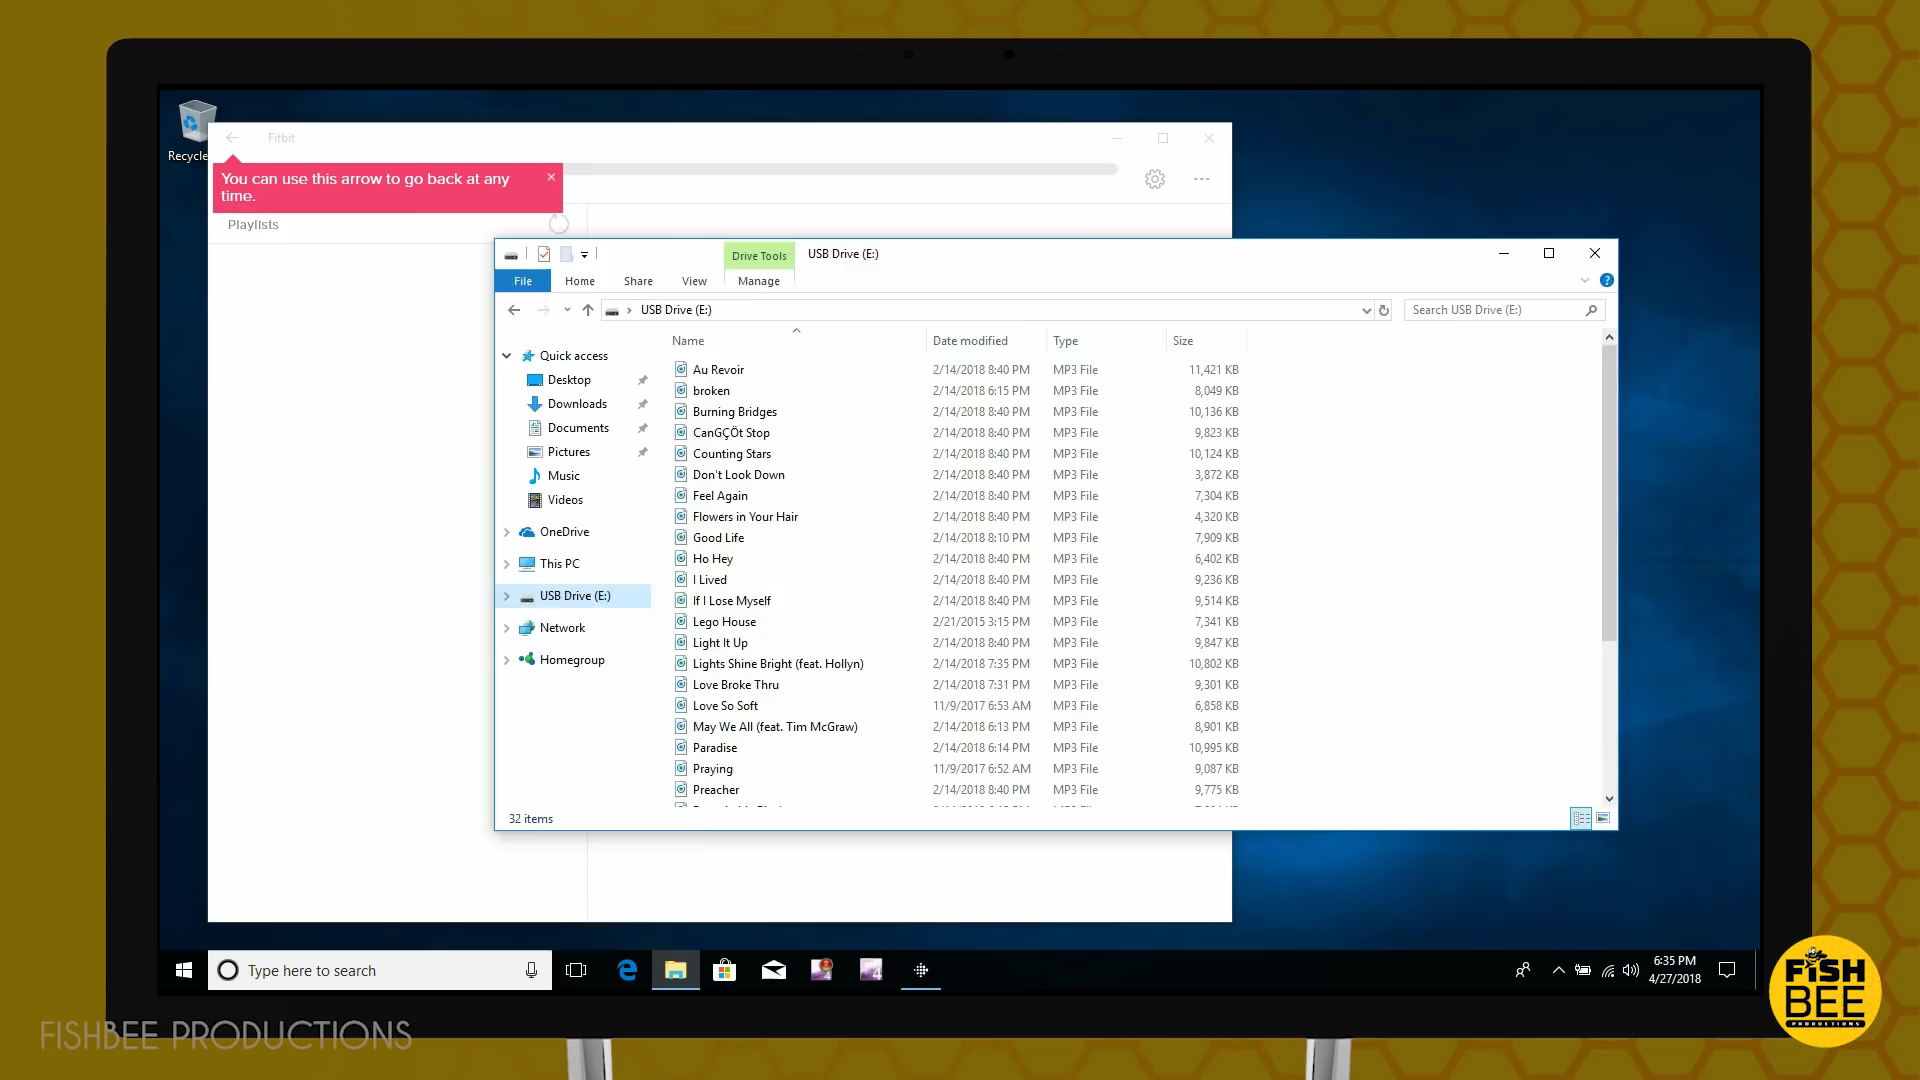 Recycle
Fitbit
You can use this arrow to go back at any
time.
Playlists
Drive Tools
USB Drive (E:)
File
Home
Share
View
Manage
USB Drive (E:)
Search USB Drive (E:)
Quick access
Desktop
Downloads
Documents
Pictures
Music
Videos
OneDrive
This PC
USB Drive (E:)
Network
Homegroup
Name Date modified Type Size
Au Revoir 2/14/2018 8:40 PM MP3 File 11,421 KB
broken 2/14/2018 6:15 PM MP3 File 8,049 KB
Burning Bridges 2/14/2018 8:40 PM MP3 File 10,136 KB
CanGÇÖt Stop 2/14/2018 8:40 PM MP3 File 9,823 KB
Counting Stars 2/14/2018 8:40 PM MP3 File 10,124 KB
Don't Look Down 2/14/2018 8:40 PM MP3 File 3,872 KB
Feel Again 2/14/2018 8:40 PM MP3 File 7,304 KB
Flowers in Your Hair 2/14/2018 8:40 PM MP3 File 4,320 KB
Good Life 2/14/2018 8:10 PM MP3 File 7,909 KB
Ho Hey 2/14/2018 8:40 PM MP3 File 6,402 KB
I Lived 2/14/2018 8:40 PM MP3 File 9,236 KB
If I Lose Myself 2/14/2018 8:40 PM MP3 File 9,514 KB
Lego House 2/21/2015 3:15 PM MP3 File 7,341 KB
Light It Up 2/14/2018 8:40 PM MP3 File 9,847 KB
Lights Shine Bright (feat. Hollyn) 2/14/2018 7:35 PM MP3 File 10,802 KB
Love Broke Thru 2/14/2018 7:31 PM MP3 File 9,301 KB
Love So Soft 11/9/2017 6:53 AM MP3 File 6,858 KB
May We All (feat. Tim McGraw) 2/14/2018 6:13 PM MP3 File 8,901 KB
Paradise 2/14/2018 6:14 PM MP3 File 10,995 KB
Praying 11/9/2017 6:52 AM MP3 File 9,087 KB
Preacher 2/14/2018 8:40 PM MP3 File 9,775 KB
32 items
Type here to search
6:35 PM
4/27/2018
FISH
BEE
PRODUCTIONS
FISHBEE PRODUCTIONS